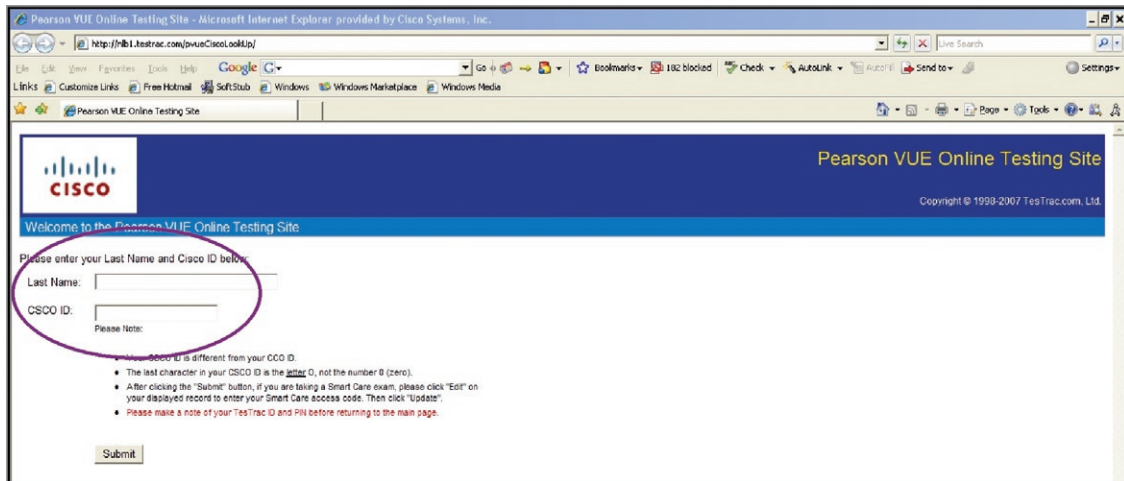 Pearson VUE Online Testing Site - Microsoft Internet Explorer provided by Cisco Systems, Inc.
http://nlb1.testrac.com/pvueCiscoLookUp/
Live Search
File Edit View Favorites Tools Help Google G Go Bookmarks 182 blocked Check AutoLink AutoFill Send to Settings
Links Customize Links Free Hotmail SoftStub Windows Windows Marketplace Windows Media
Pearson VUE Online Testing Site
Page Tools
CISCO
Pearson VUE Online Testing Site
Copyright © 1998-2007 TesTrac.com, Ltd.
Welcome to the Pearson VUE Online Testing Site
Please enter your Last Name and Cisco ID below:
Last Name:
CSCO ID:
Please Note:
Your CSCO ID is different from your CCO ID.
The last character in your CSCO ID is the letter O, not the number 0 (zero).
After clicking the "Submit" button, if you are taking a Smart Care exam, please click "Edit" on
your displayed record to enter your Smart Care access code. Then click "Update".
Please make a note of your TesTrac ID and PIN before returning to the main page.
Submit